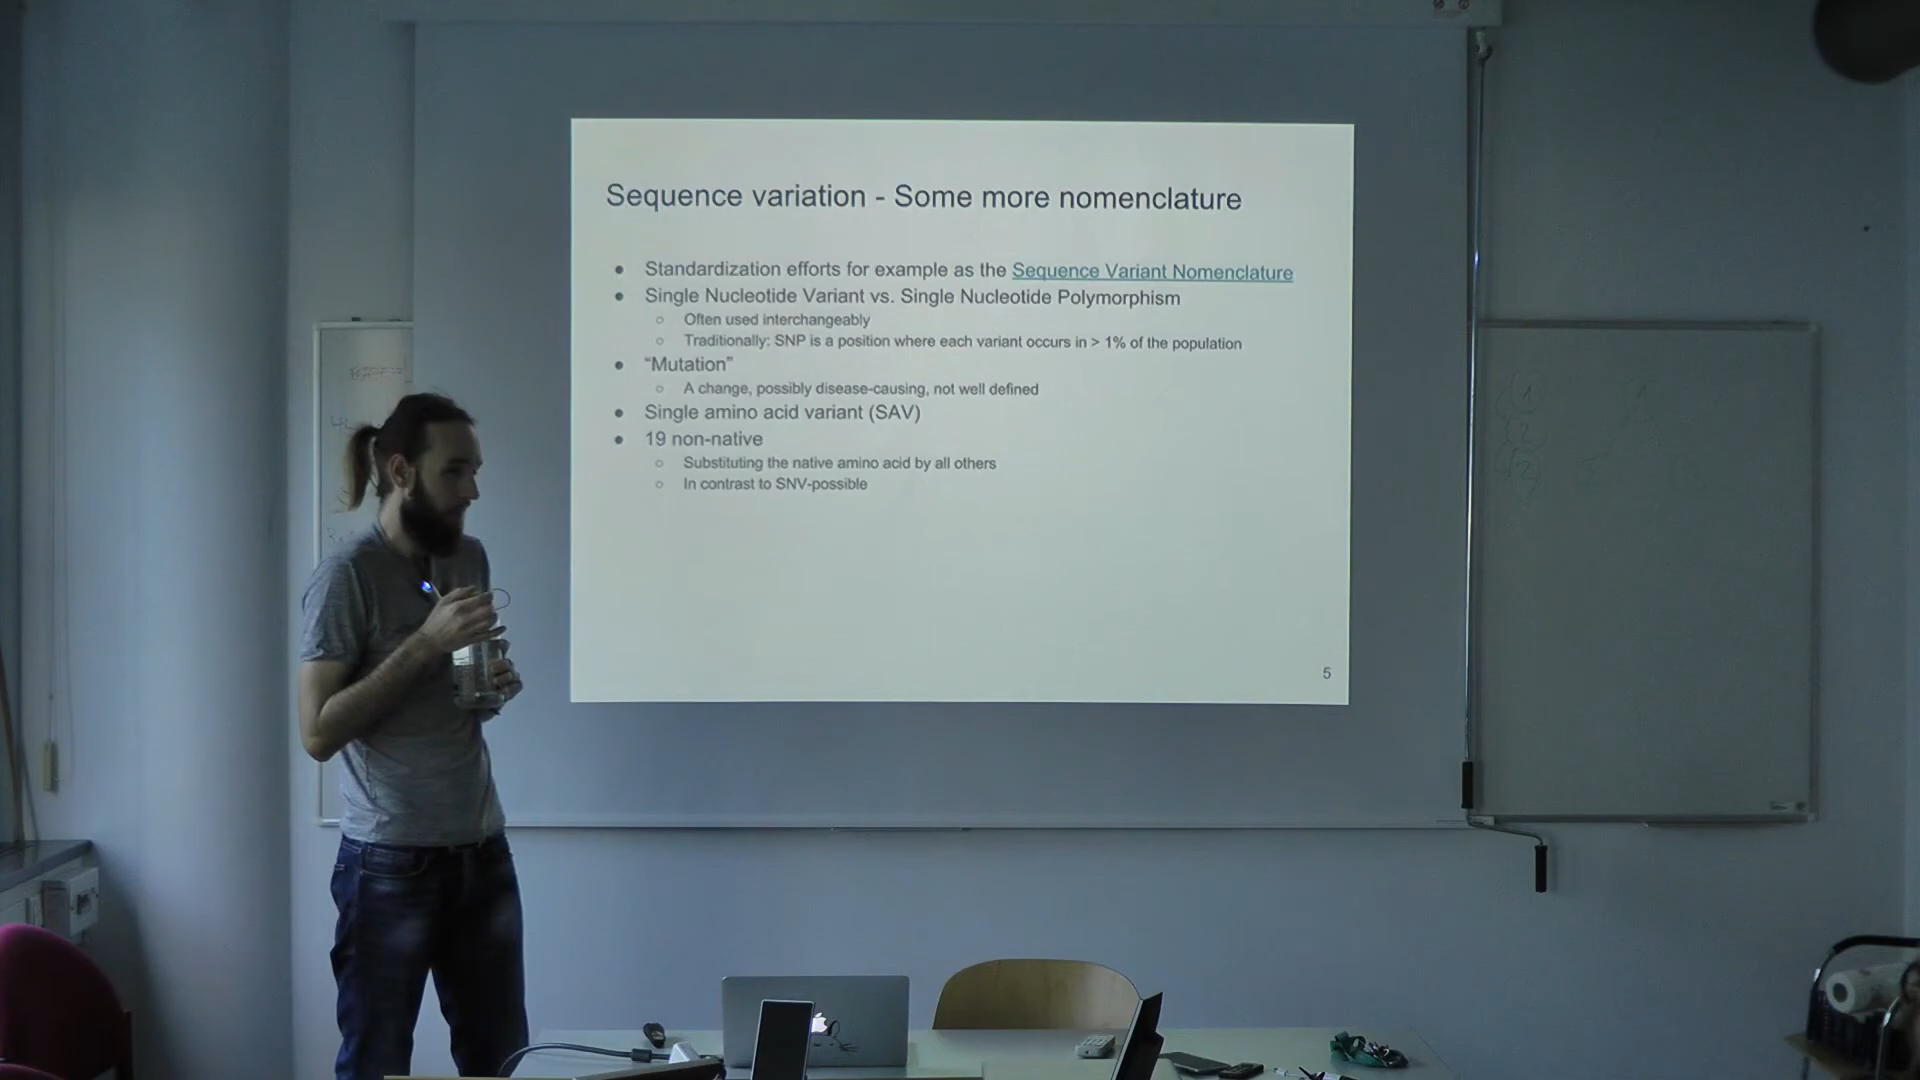 Sequence variation - Some more nomenclature
Standardization efforts for example as the Sequence Variant Nomenclature
Single Nucleotide Variant vs. Single Nucleotide Polymorphism
Often used interchangeably
Traditionally: SNP is a position where each variant occurs in > 1% of the population
“Mutation”
A change, possibly disease-causing, not well defined
Single amino acid variant (SAV)
19 non-native
Substituting the native amino acid by all others
In contrast to SNV-possible
5